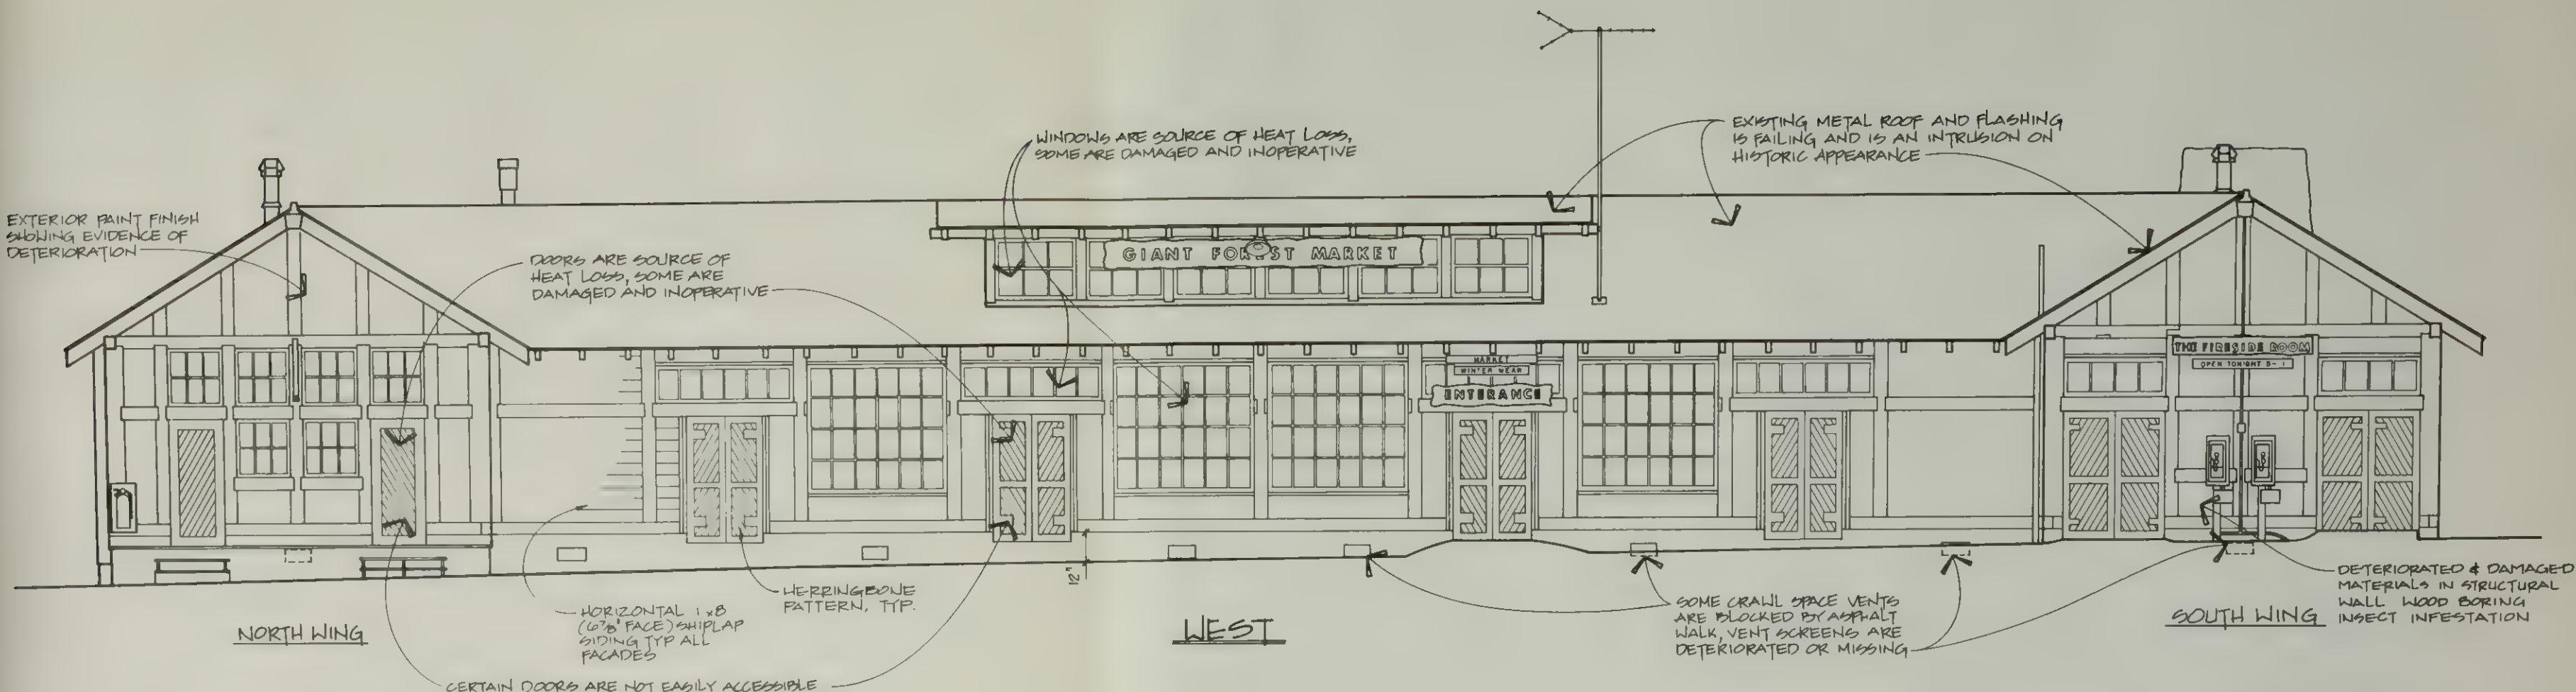 EXISTING METAL ROOF AND FLASHING
IS FAILING AND IS AN INTRUSION ON
HISTORIC APPEARANCE
WINDOWS ARE SOURCE OF HEAT LOSS,
SOME ARE DAMAGED AND INOPERATIVE
EXTERIOR PAINT FINISH
SHOWING EVIDENCE OF
DETERIORATION
DOORS ARE SOURCE OF
HEAT LOSS, SOME ARE
DAMAGED AND INOPERATIVE
GIANT FOREST MARKET
MARKET
WINTER WEAR
ENTERANCE
THE FIRESIDE ROOM
OPEN TONIGHT 5-1
12"
HERRINGBONE
PATTERN, TYP.
HORIZONTAL 1x8
(6⅞" FACE) SHIPLAP
SIDING TYP ALL
FACADES
SOME CRAWL SPACE VENTS
ARE BLOCKED BY ASPHALT
WALK, VENT SCREENS ARE
DETERIORATED OR MISSING
DETERIORATED & DAMAGED
MATERIALS IN STRUCTURAL
WALL WOOD BORING
INSECT INFESTATION
NORTH WING
WEST
SOUTH WING
CERTAIN DOORS ARE NOT EASILY ACCESSIBLE